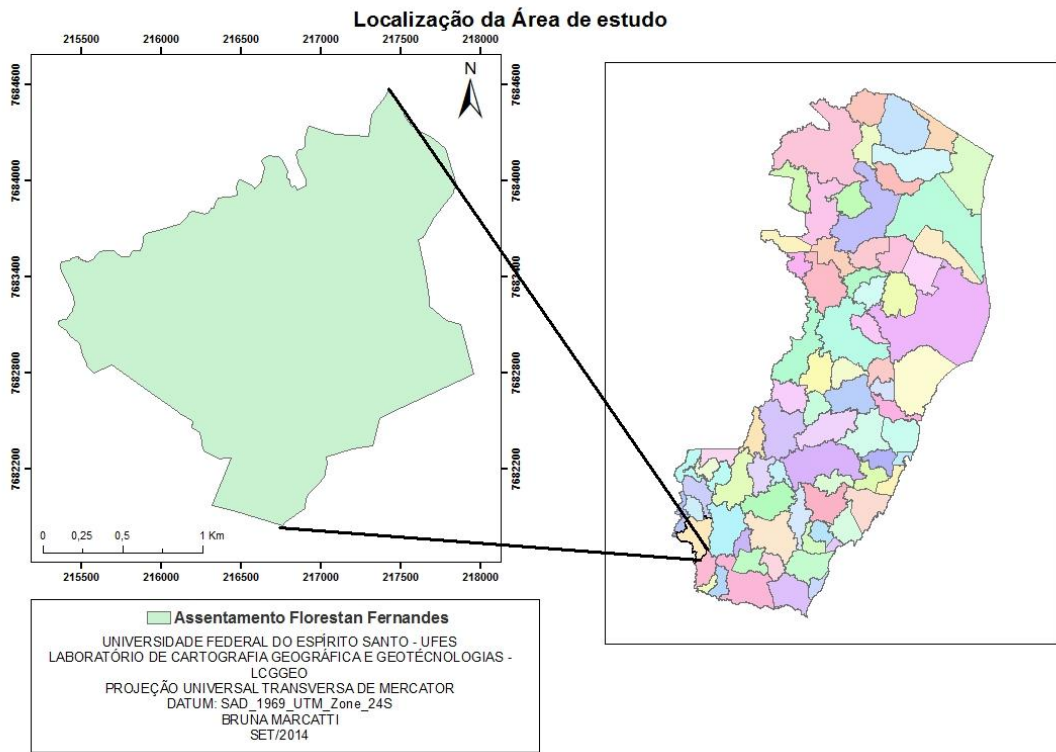 Localização da Área de estudo
215500 216000 216500 217000 217500 218000
N
7684600 7684600
7684000 7684000
7683400 7683400
7682800 7682800
7682200 7682200
0 0,25 0,5 1 Km
215500 216000 216500 217000 217500 218000
Assentamento Florestan Fernandes
UNIVERSIDADE FEDERAL DO ESPÍRITO SANTO - UFES
LABORATÓRIO DE CARTOGRAFIA GEOGRÁFICA E GEOTÉCNOLOGIAS -
LCGGEO
PROJEÇÃO UNIVERSAL TRANSVERSA DE MERCATOR
DATUM: SAD_1969_UTM_Zone_24S
BRUNA MARCATTI
SET/2014